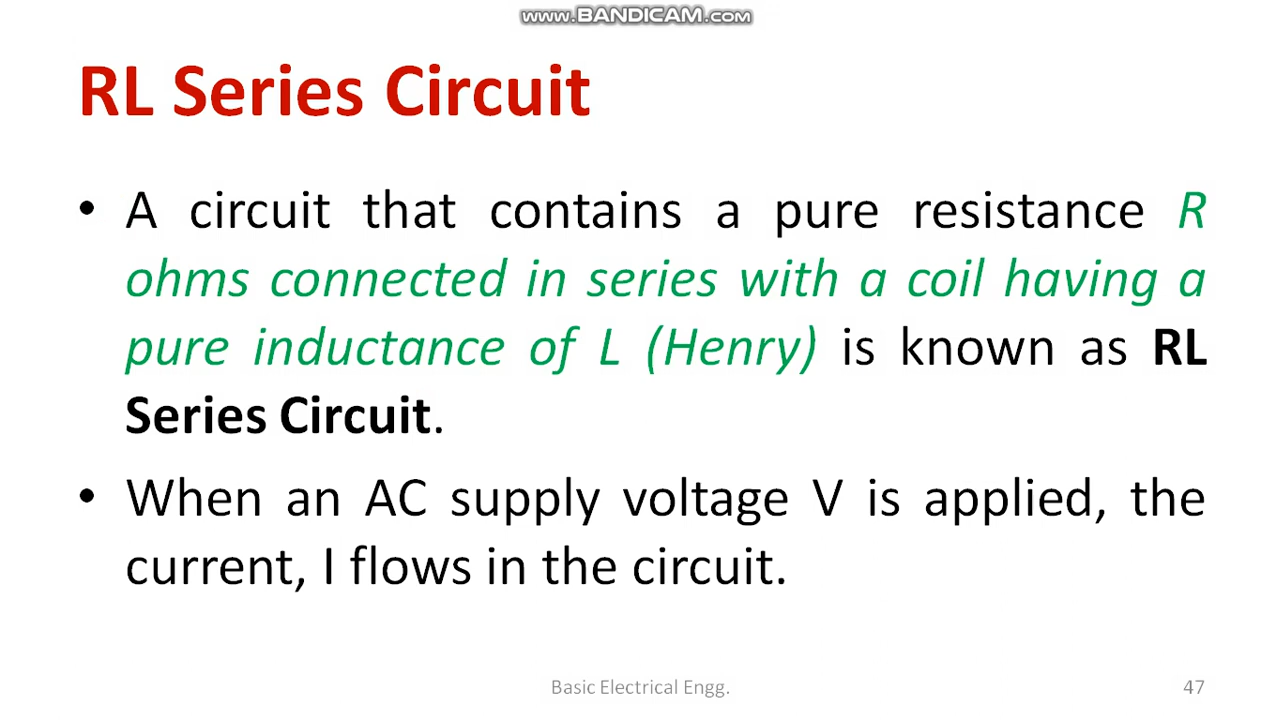 www.BANDICAM.com
RL Series Circuit
• A circuit that contains a pure resistance R
ohms connected in series with a coil having a
pure inductance of L (Henry) is known as RL
Series Circuit.
• When an AC supply voltage V is applied, the
current, I flows in the circuit.
Basic Electrical Engg.
47